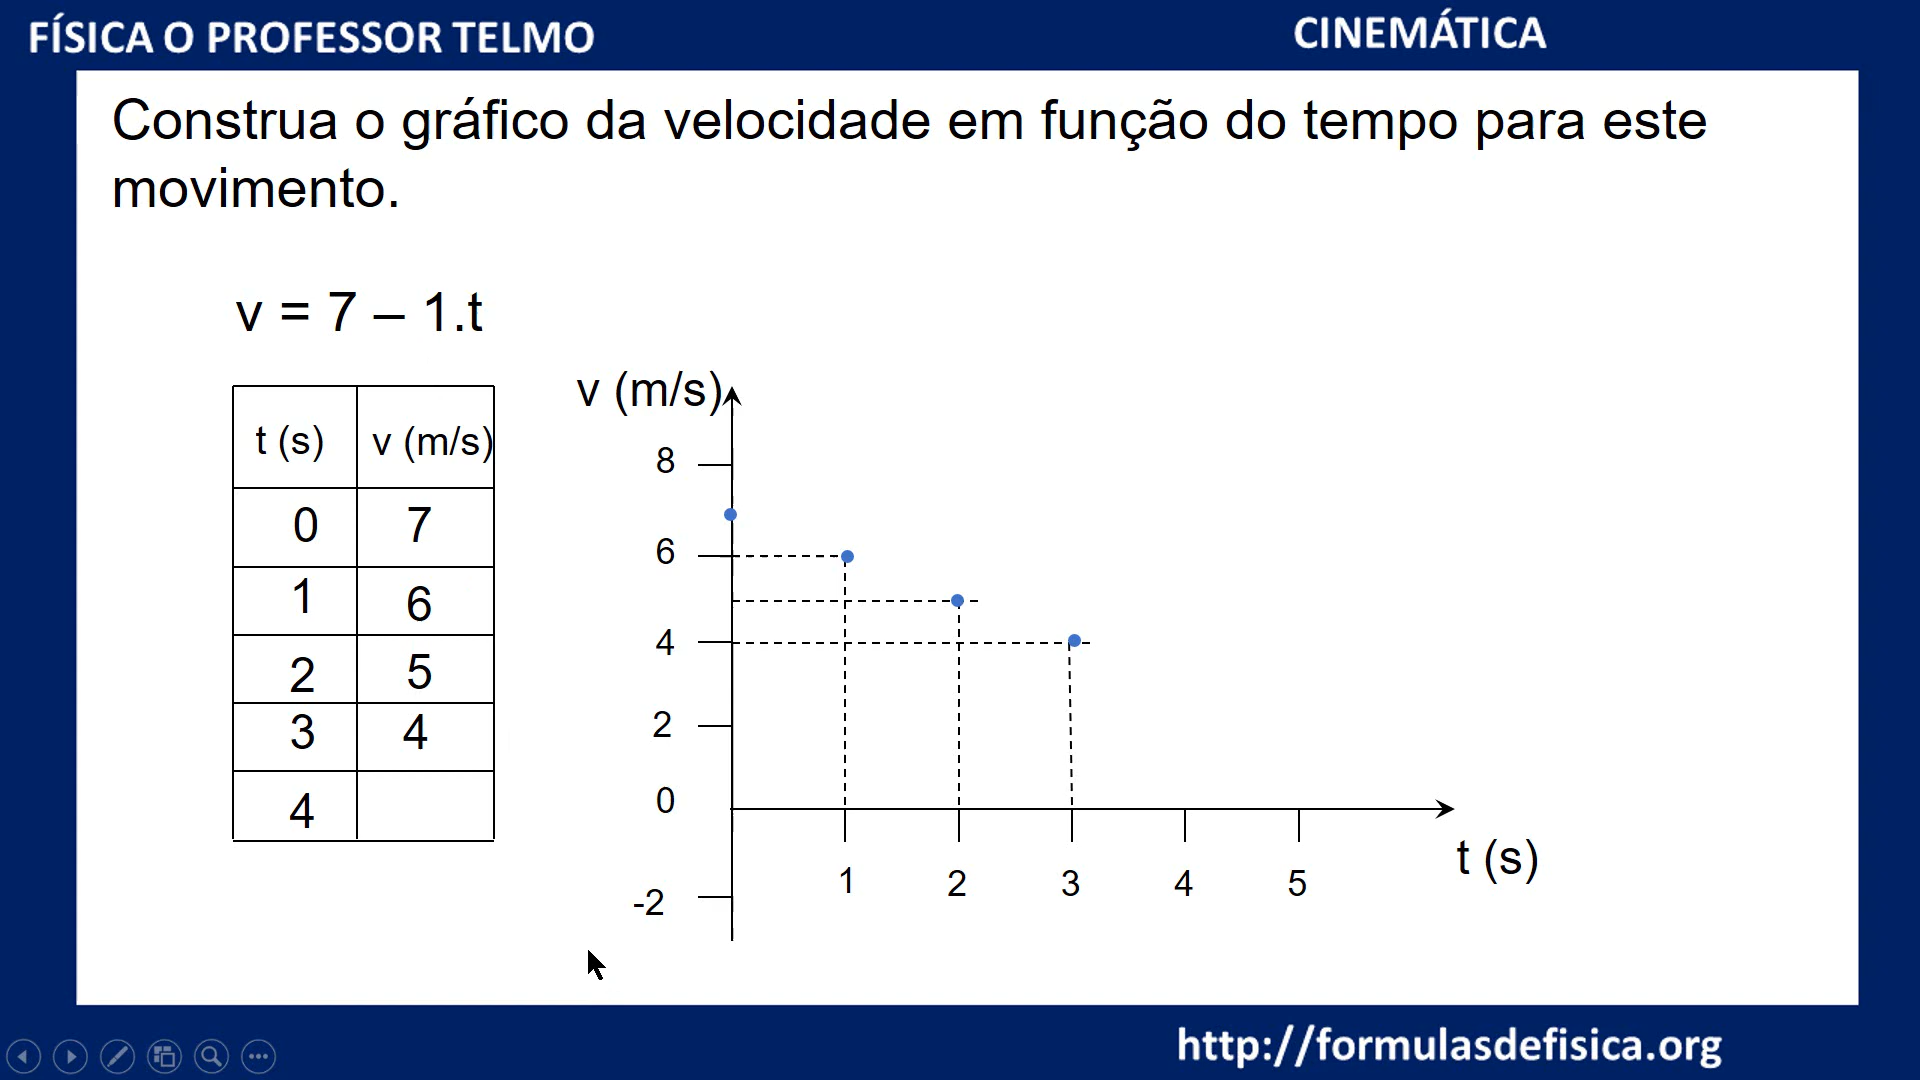 FÍSICA O PROFESSOR TELMO
CINEMÁTICA
Construa o gráfico da velocidade em função do tempo para este
movimento.
v = 7 – 1.t
t (s) v (m/s)
0 7
1 6
2 5
3 4
4
v (m/s)
8
6
4
2
0
-2
1 2 3 4 5
t (s)
http://formulasdefisica.org